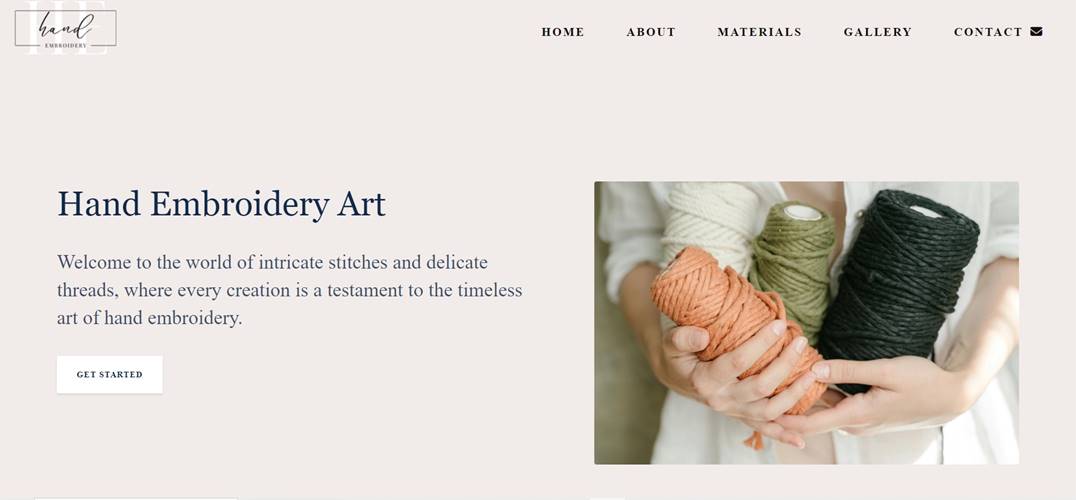 HE
hand
EMBROIDERY
HOME ABOUT MATERIALS GALLERY CONTACT
Hand Embroidery Art
Welcome to the world of intricate stitches and delicate
threads, where every creation is a testament to the timeless
art of hand embroidery.
GET STARTED